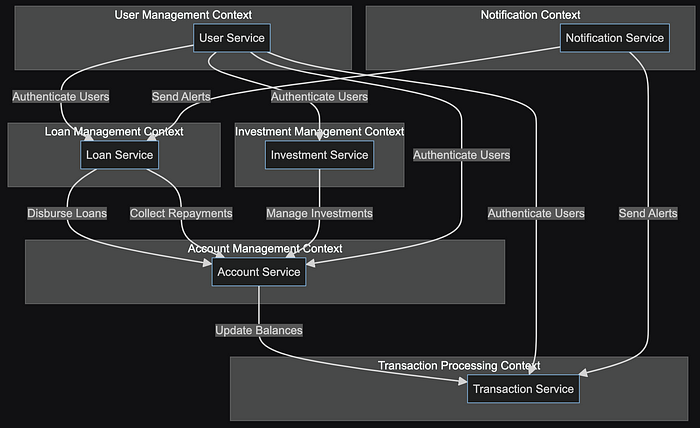 User Management Context
Notification Context
User Service
Notification Service
Authenticate Users
Send Alerts
Authenticate Users
Loan Management Context
Investment Management Context
Loan Service
Investment Service
Authenticate Users
Disburse Loans
Collect Repayments
Manage Investments
Authenticate Users
Send Alerts
Account Management Context
Account Service
Update Balances
Transaction Processing Context
Transaction Service